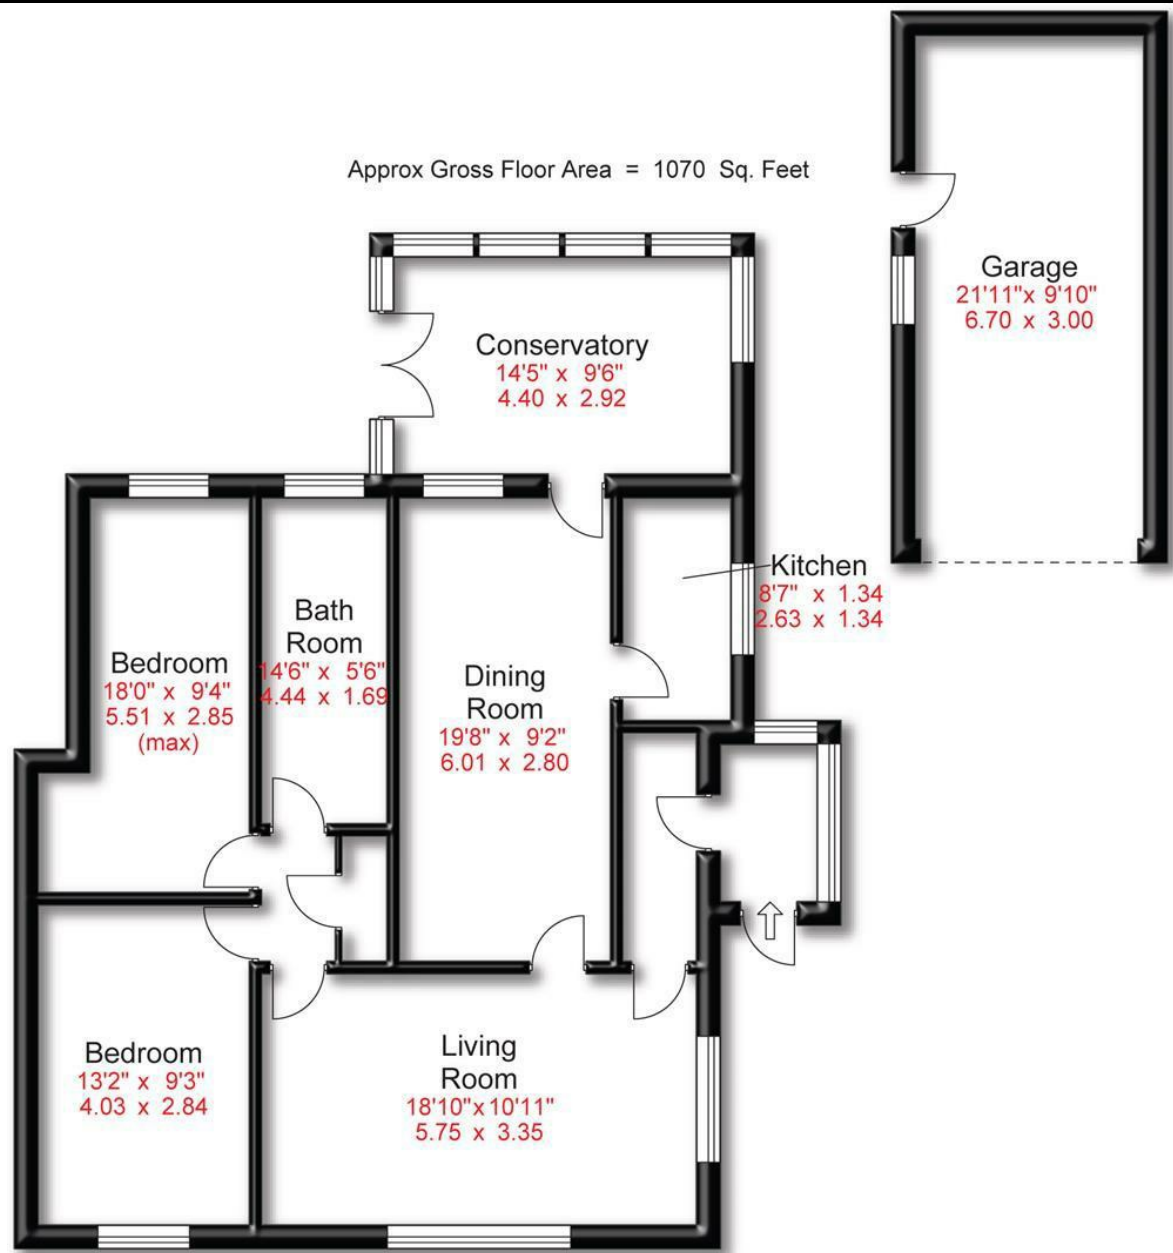 Approx Gross Floor Area = 1070 Sq. Feet
Garage
21'11"x 9'10"
6.70 x 3.00
Conservatory
14'5" x 9'6"
4.40 x 2.92
Kitchen
8'7" x 1.34
2.63 x 1.34
Bath
Room
14'6" x 5'6"
4.44 x 1.69
Bedroom
18'0" x 9'4"
5.51 x 2.85
(max)
Dining
Room
19'8" x 9'2"
6.01 x 2.80
Bedroom
13'2" x 9'3"
4.03 x 2.84
Living
Room
18'10"x10'11"
5.75 x 3.35